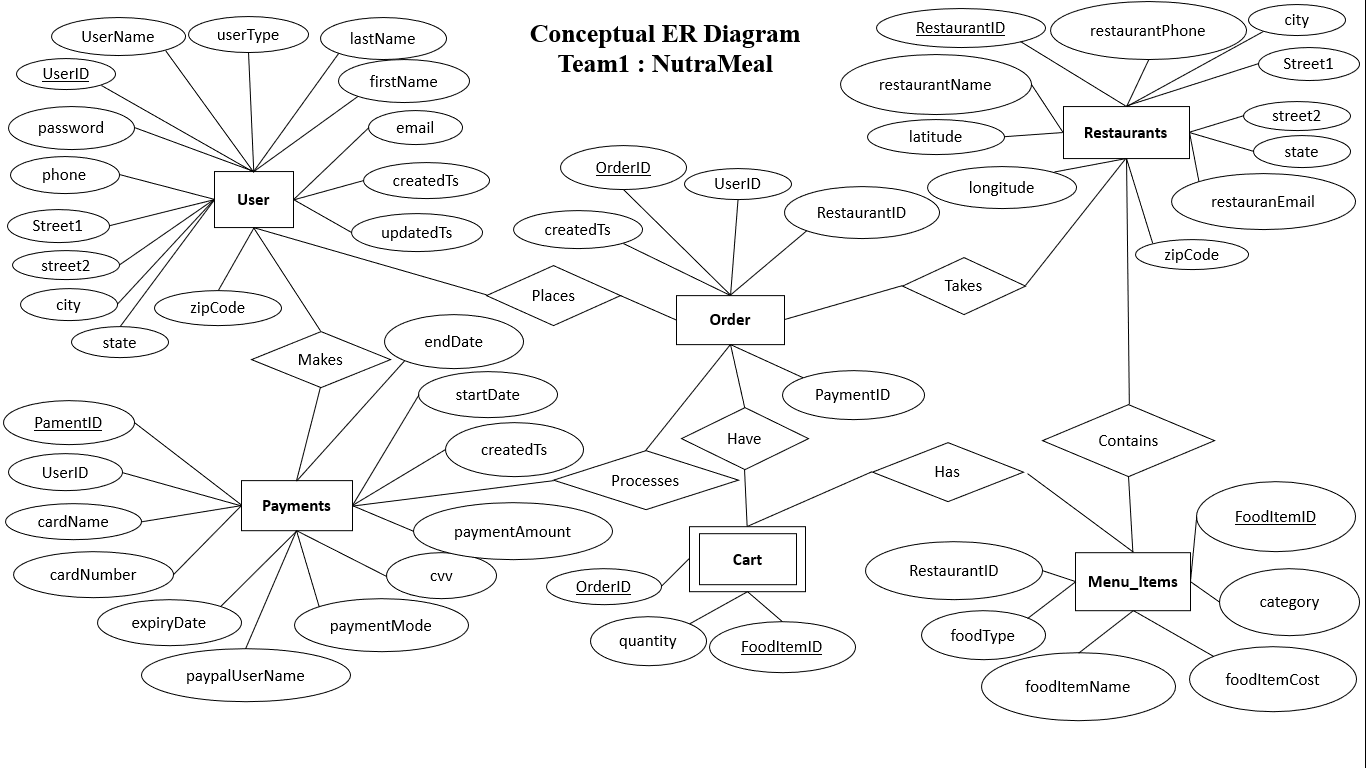 Conceptual ER Diagram
Team1 : NutraMeal
UserName
userType
lastName
UserID
firstName
password
email
phone
createdTs
User
Street1
updatedTs
street2
city
zipCode
state
RestaurantID
restaurantPhone
city
Street1
restaurantName
street2
latitude
Restaurants
state
longitude
restauranEmail
zipCode
OrderID
UserID
RestaurantID
createdTs
Places
Takes
Order
PaymentID
Makes
endDate
startDate
PamentID
createdTs
UserID
Processes
Have
Has
Contains
cardName
Payments
paymentAmount
cardNumber
cvv
expiryDate
paymentMode
paypalUserName
Cart
OrderID
quantity
FoodItemID
FoodItemID
RestaurantID
Menu_Items
category
foodType
foodItemName
foodItemCost